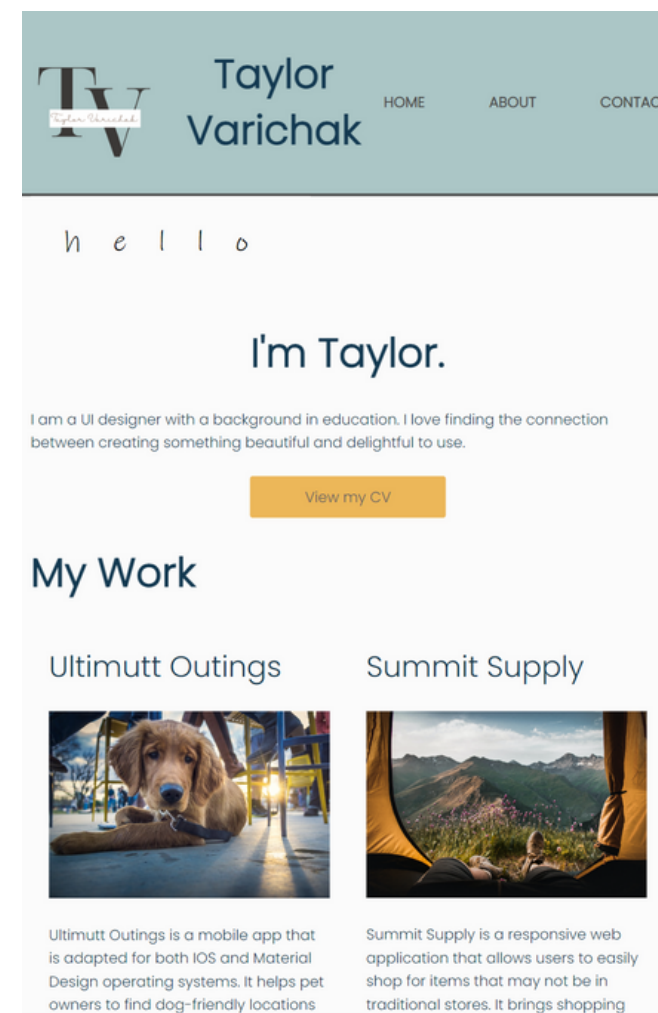 TV
Taylor Varichak
Taylor
Varichak
HOME ABOUT CONTAC
hello
I'm Taylor.
I am a UI designer with a background in education. I love finding the connection
between creating something beautiful and delightful to use.
View my CV
My Work
Ultimutt Outings
Ultimutt Outings is a mobile app that
is adapted for both IOS and Material
Design operating systems. It helps pet
owners to find dog-friendly locations
Summit Supply
Summit Supply is a responsive web
application that allows users to easily
shop for items that may not be in
traditional stores. It brings shopping